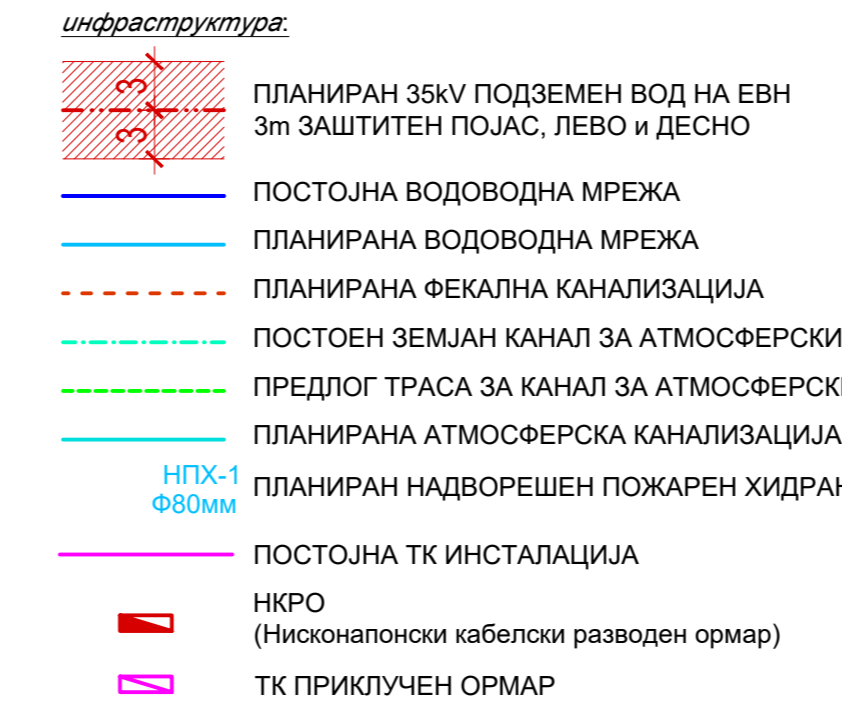 инфраструктура:
3
3
ПЛАНИРАН 35kV ПОДЗЕМЕН ВОД НА ЕВН
3m ЗАШТИТЕН ПОЈАС, ЛЕВО и ДЕСНО
ПОСТОЈНА ВОДОВОДНА МРЕЖА
ПЛАНИРАНА ВОДОВОДНА МРЕЖА
ПЛАНИРАНА ФЕКАЛНА КАНАЛИЗАЦИЈА
ПОСТОЕН ЗЕМЈАН КАНАЛ ЗА АТМОСФЕРСКИ
ПРЕДЛОГ ТРАСА ЗА КАНАЛ ЗА АТМОСФЕРСКИ
ПЛАНИРАНА АТМОСФЕРСКА КАНАЛИЗАЦИЈА
НПХ-1
Ф80мм
ПЛАНИРАН НАДВОРЕШЕН ПОЖАРЕН ХИДРАН
ПОСТОЈНА ТК ИНСТАЛАЦИЈА
НКРО
(Нисконапонски кабелски разводен ормар)
ТК ПРИКЛУЧЕН ОРМАР